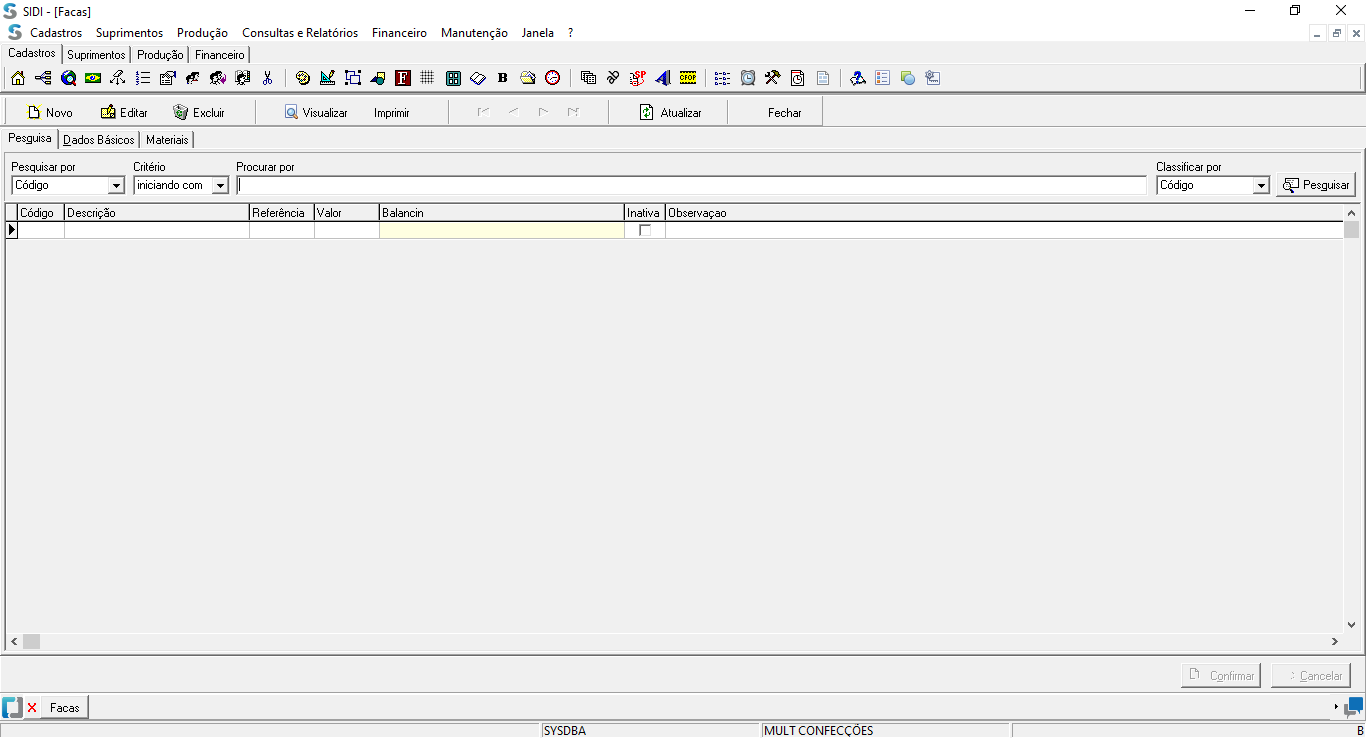 SIDI - [Facas]
Cadastros Suprimentos Produção Consultas e Relatórios Financeiro Manutenção Janela ?
Cadastros Suprimentos Produção Financeiro
F B SP CFOP
Novo Editar Excluir Visualizar Imprimir Atualizar Fechar
Pesquisa Dados Básicos Materiais
Pesquisar por Critério Procurar por Classificar por
Código iniciando com Código Pesquisar
Código Descrição Referência Valor Balancin Inativa Observaçao
Confirmar Cancelar
Facas
SYSDBA MULT CONFECÇÕES B